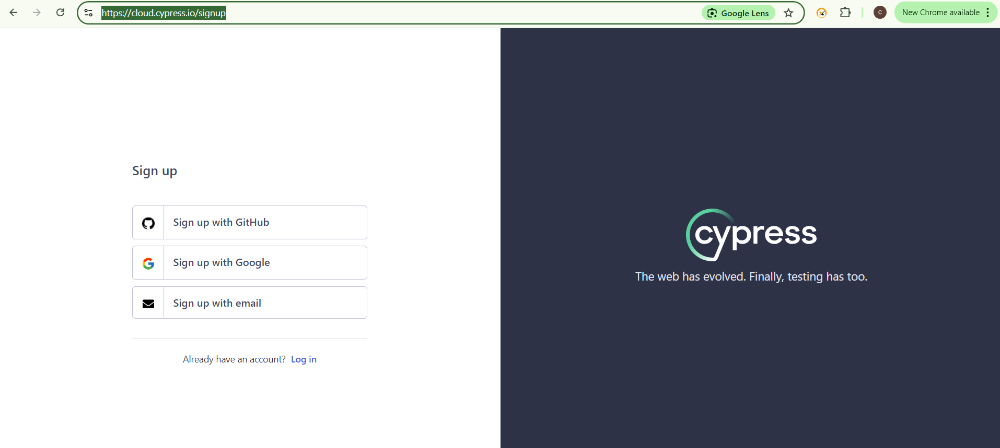 https://cloud.cypress.io/signup
Google Lens
C
New Chrome available
Sign up
Sign up with GitHub
Sign up with Google
Sign up with email
Already have an account? Log in
cypress
The web has evolved. Finally, testing has too.